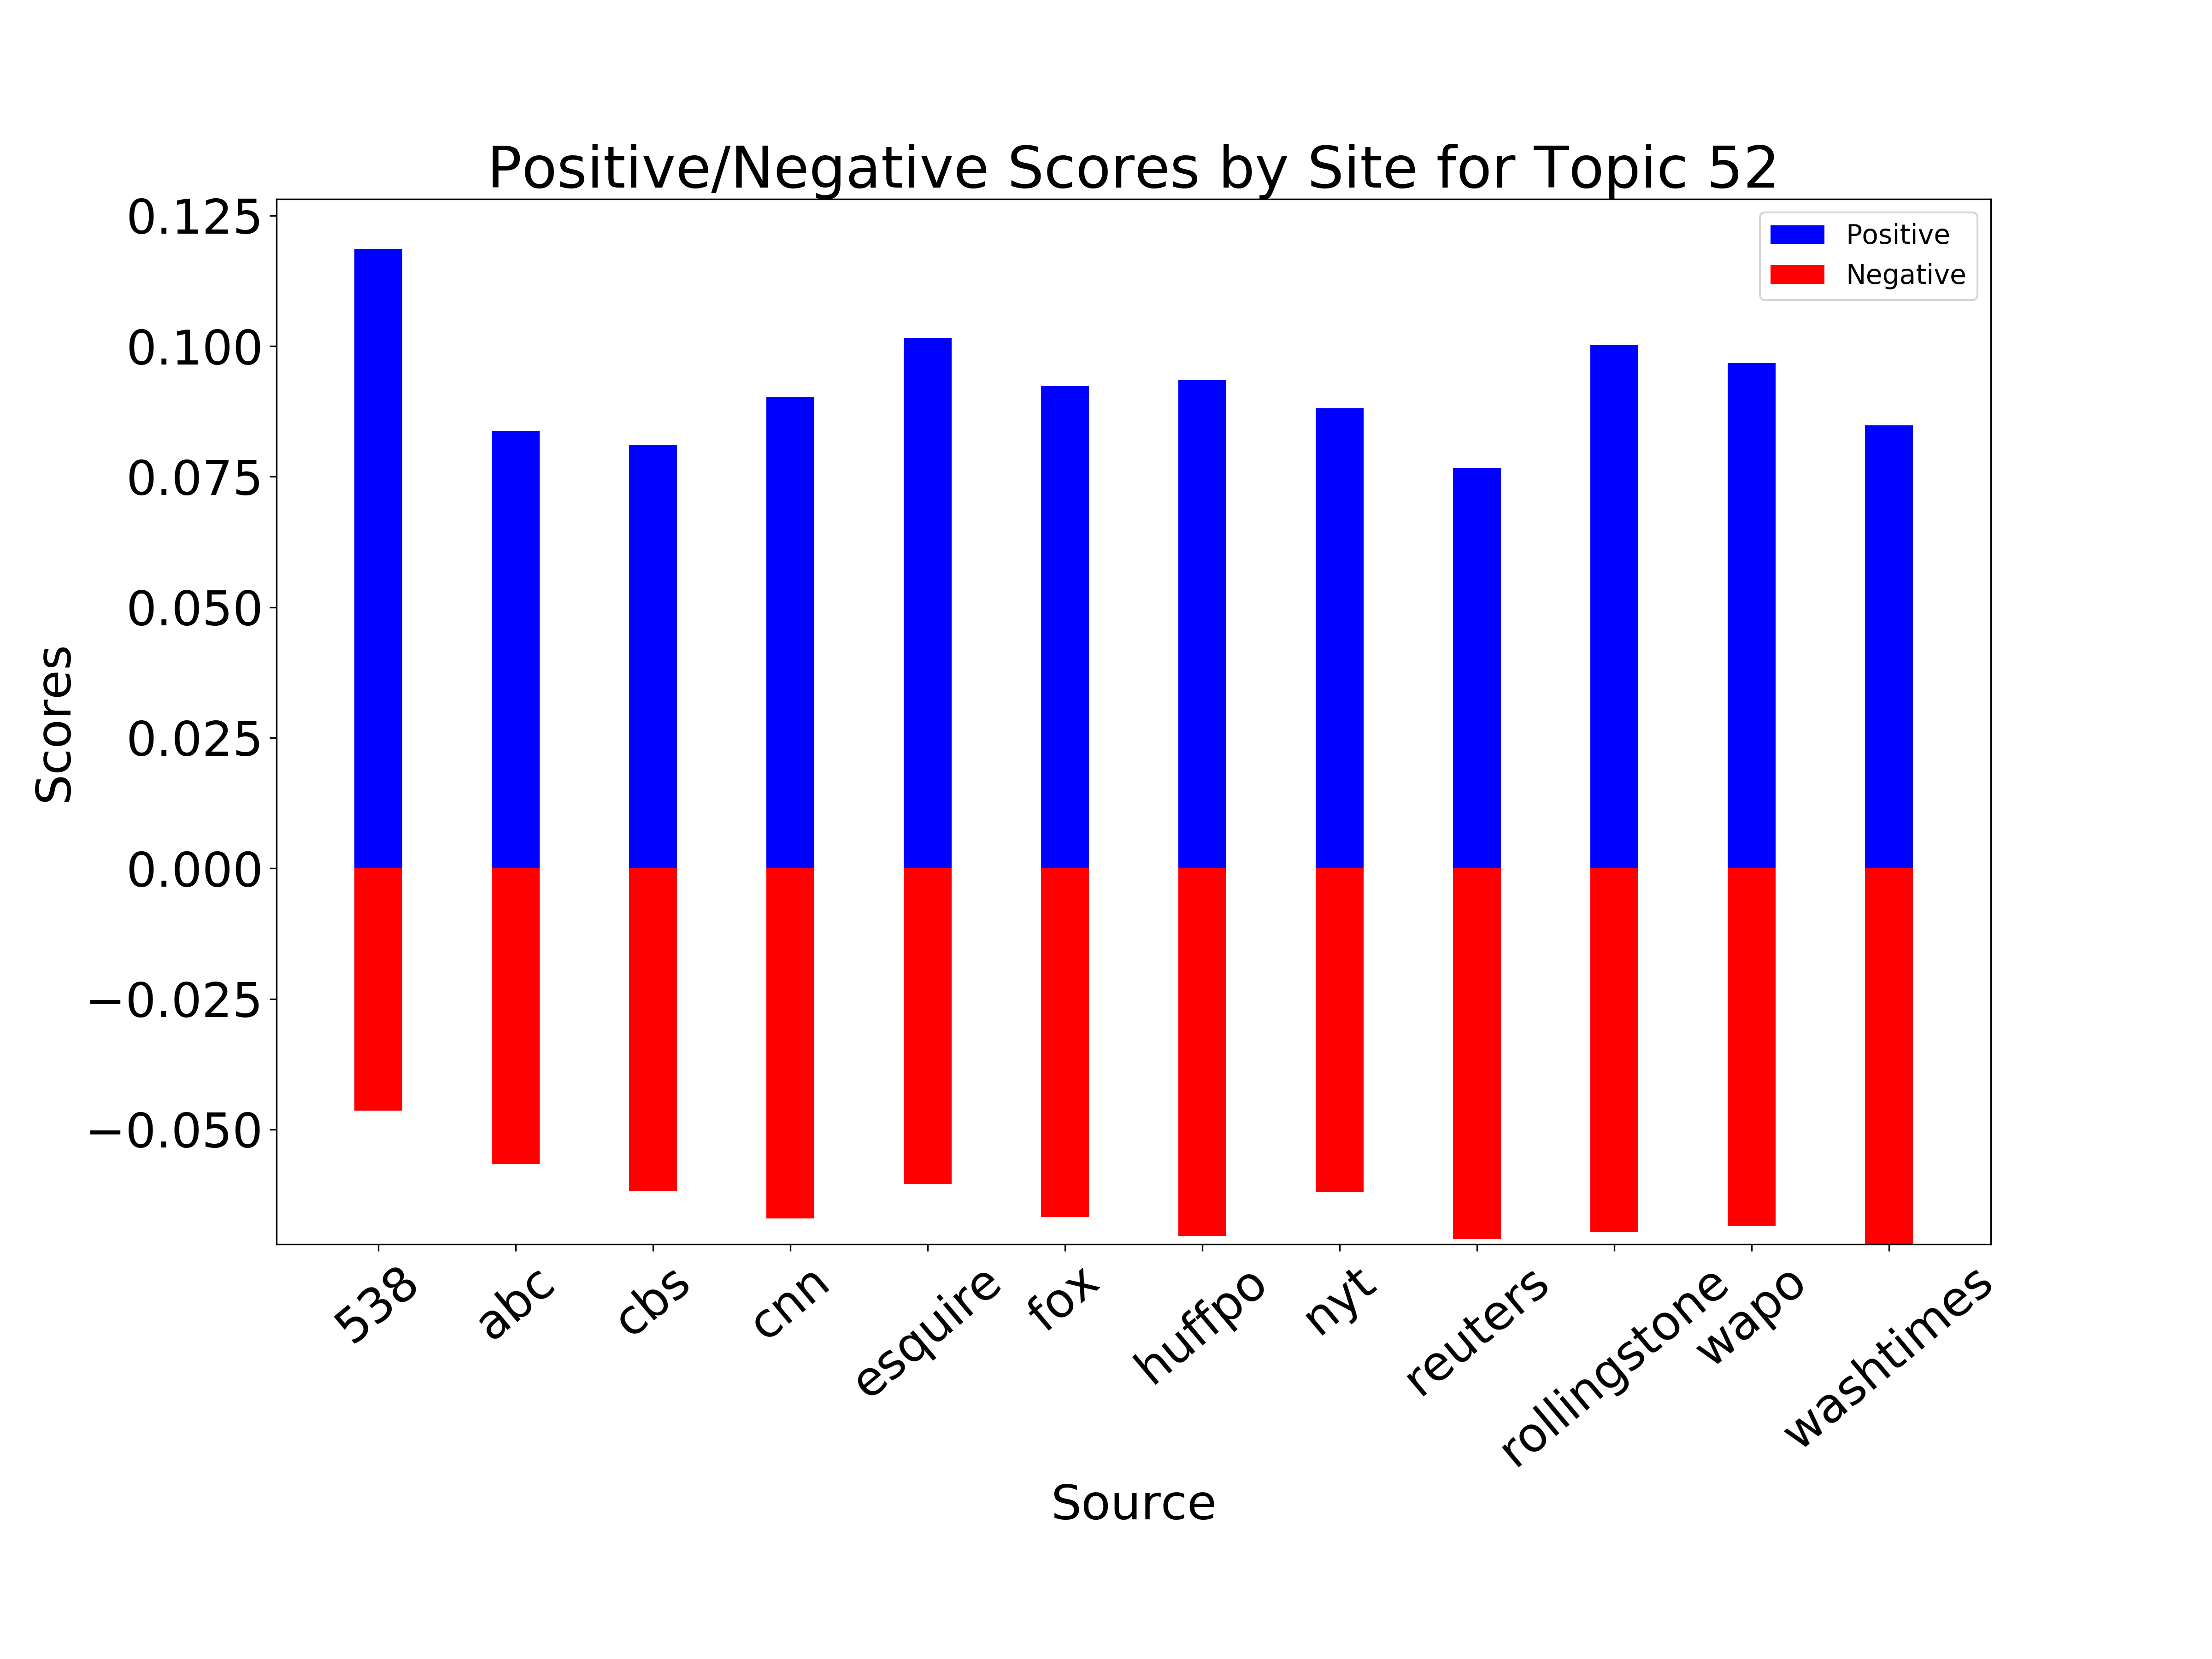 Positive/Negative Scores by Site for Topic 52
Positive
Negative
0.125
0.100
0.075
0.050
0.025
0.000
−0.025
−0.050
Scores
538
abc
cbs
cnn
esquire
fox
huffpo
nyt
reuters
rollingstone
wapo
washtimes
Source